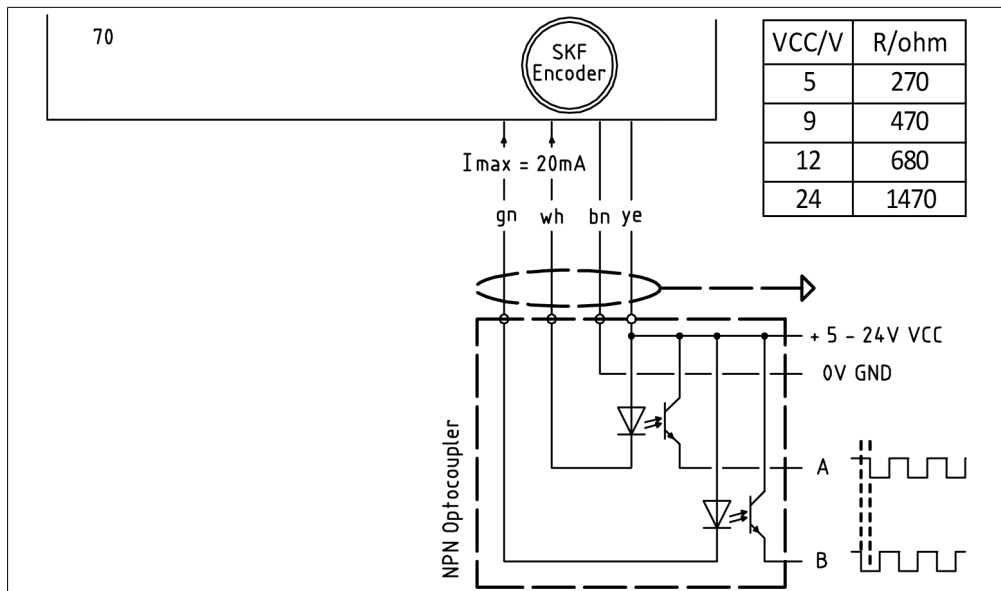 70
SKF
Encoder
VCC/V R/ohm
5 270
9 470
12 680
24 1470
Imax = 20mA
gn wh bn ye
+ 5 - 24V VCC
0V GND
NPN Optocoupler
A
B